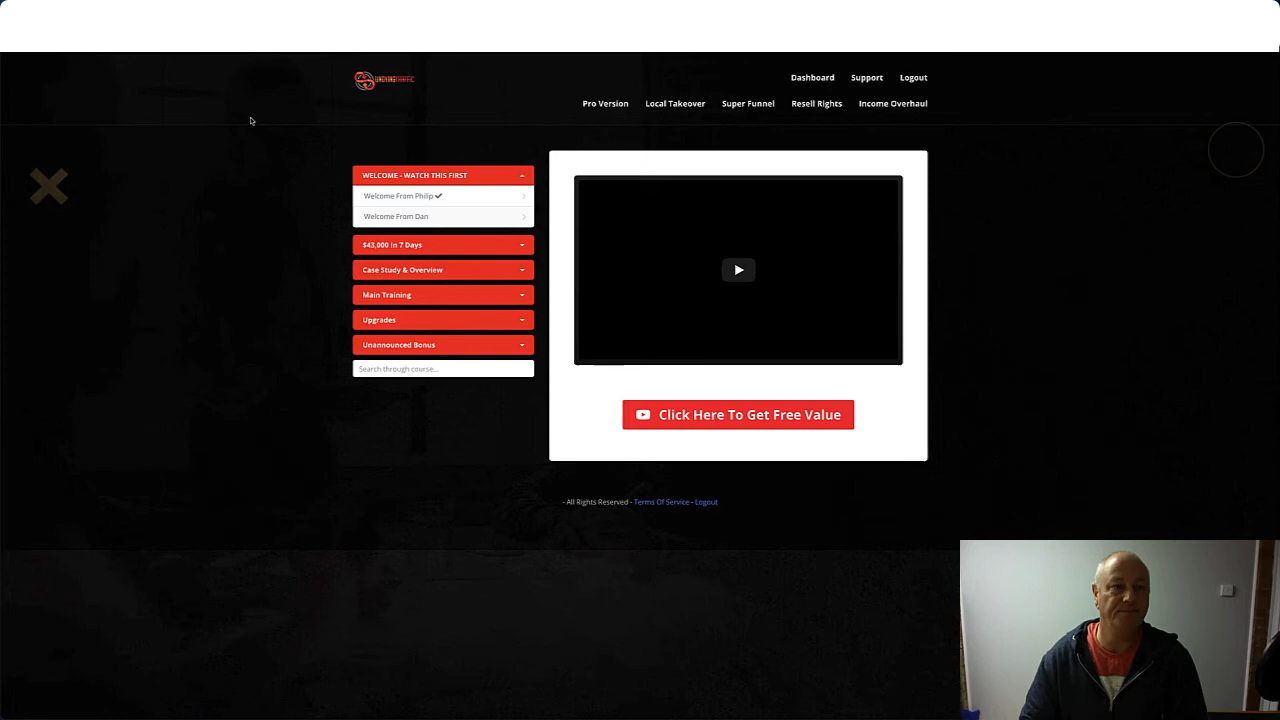 Dashboard Support Logout
Pro Version Local Takeover Super Funnel Resell Rights Income Overhaul
WELCOME - WATCH THIS FIRST
Welcome From Philip
Welcome From Dan
$43,000 In 7 Days
Case Study & Overview
Main Training
Upgrades
Unannounced Bonus
Search through course...
Click Here To Get Free Value
- All Rights Reserved - Terms Of Service - Logout